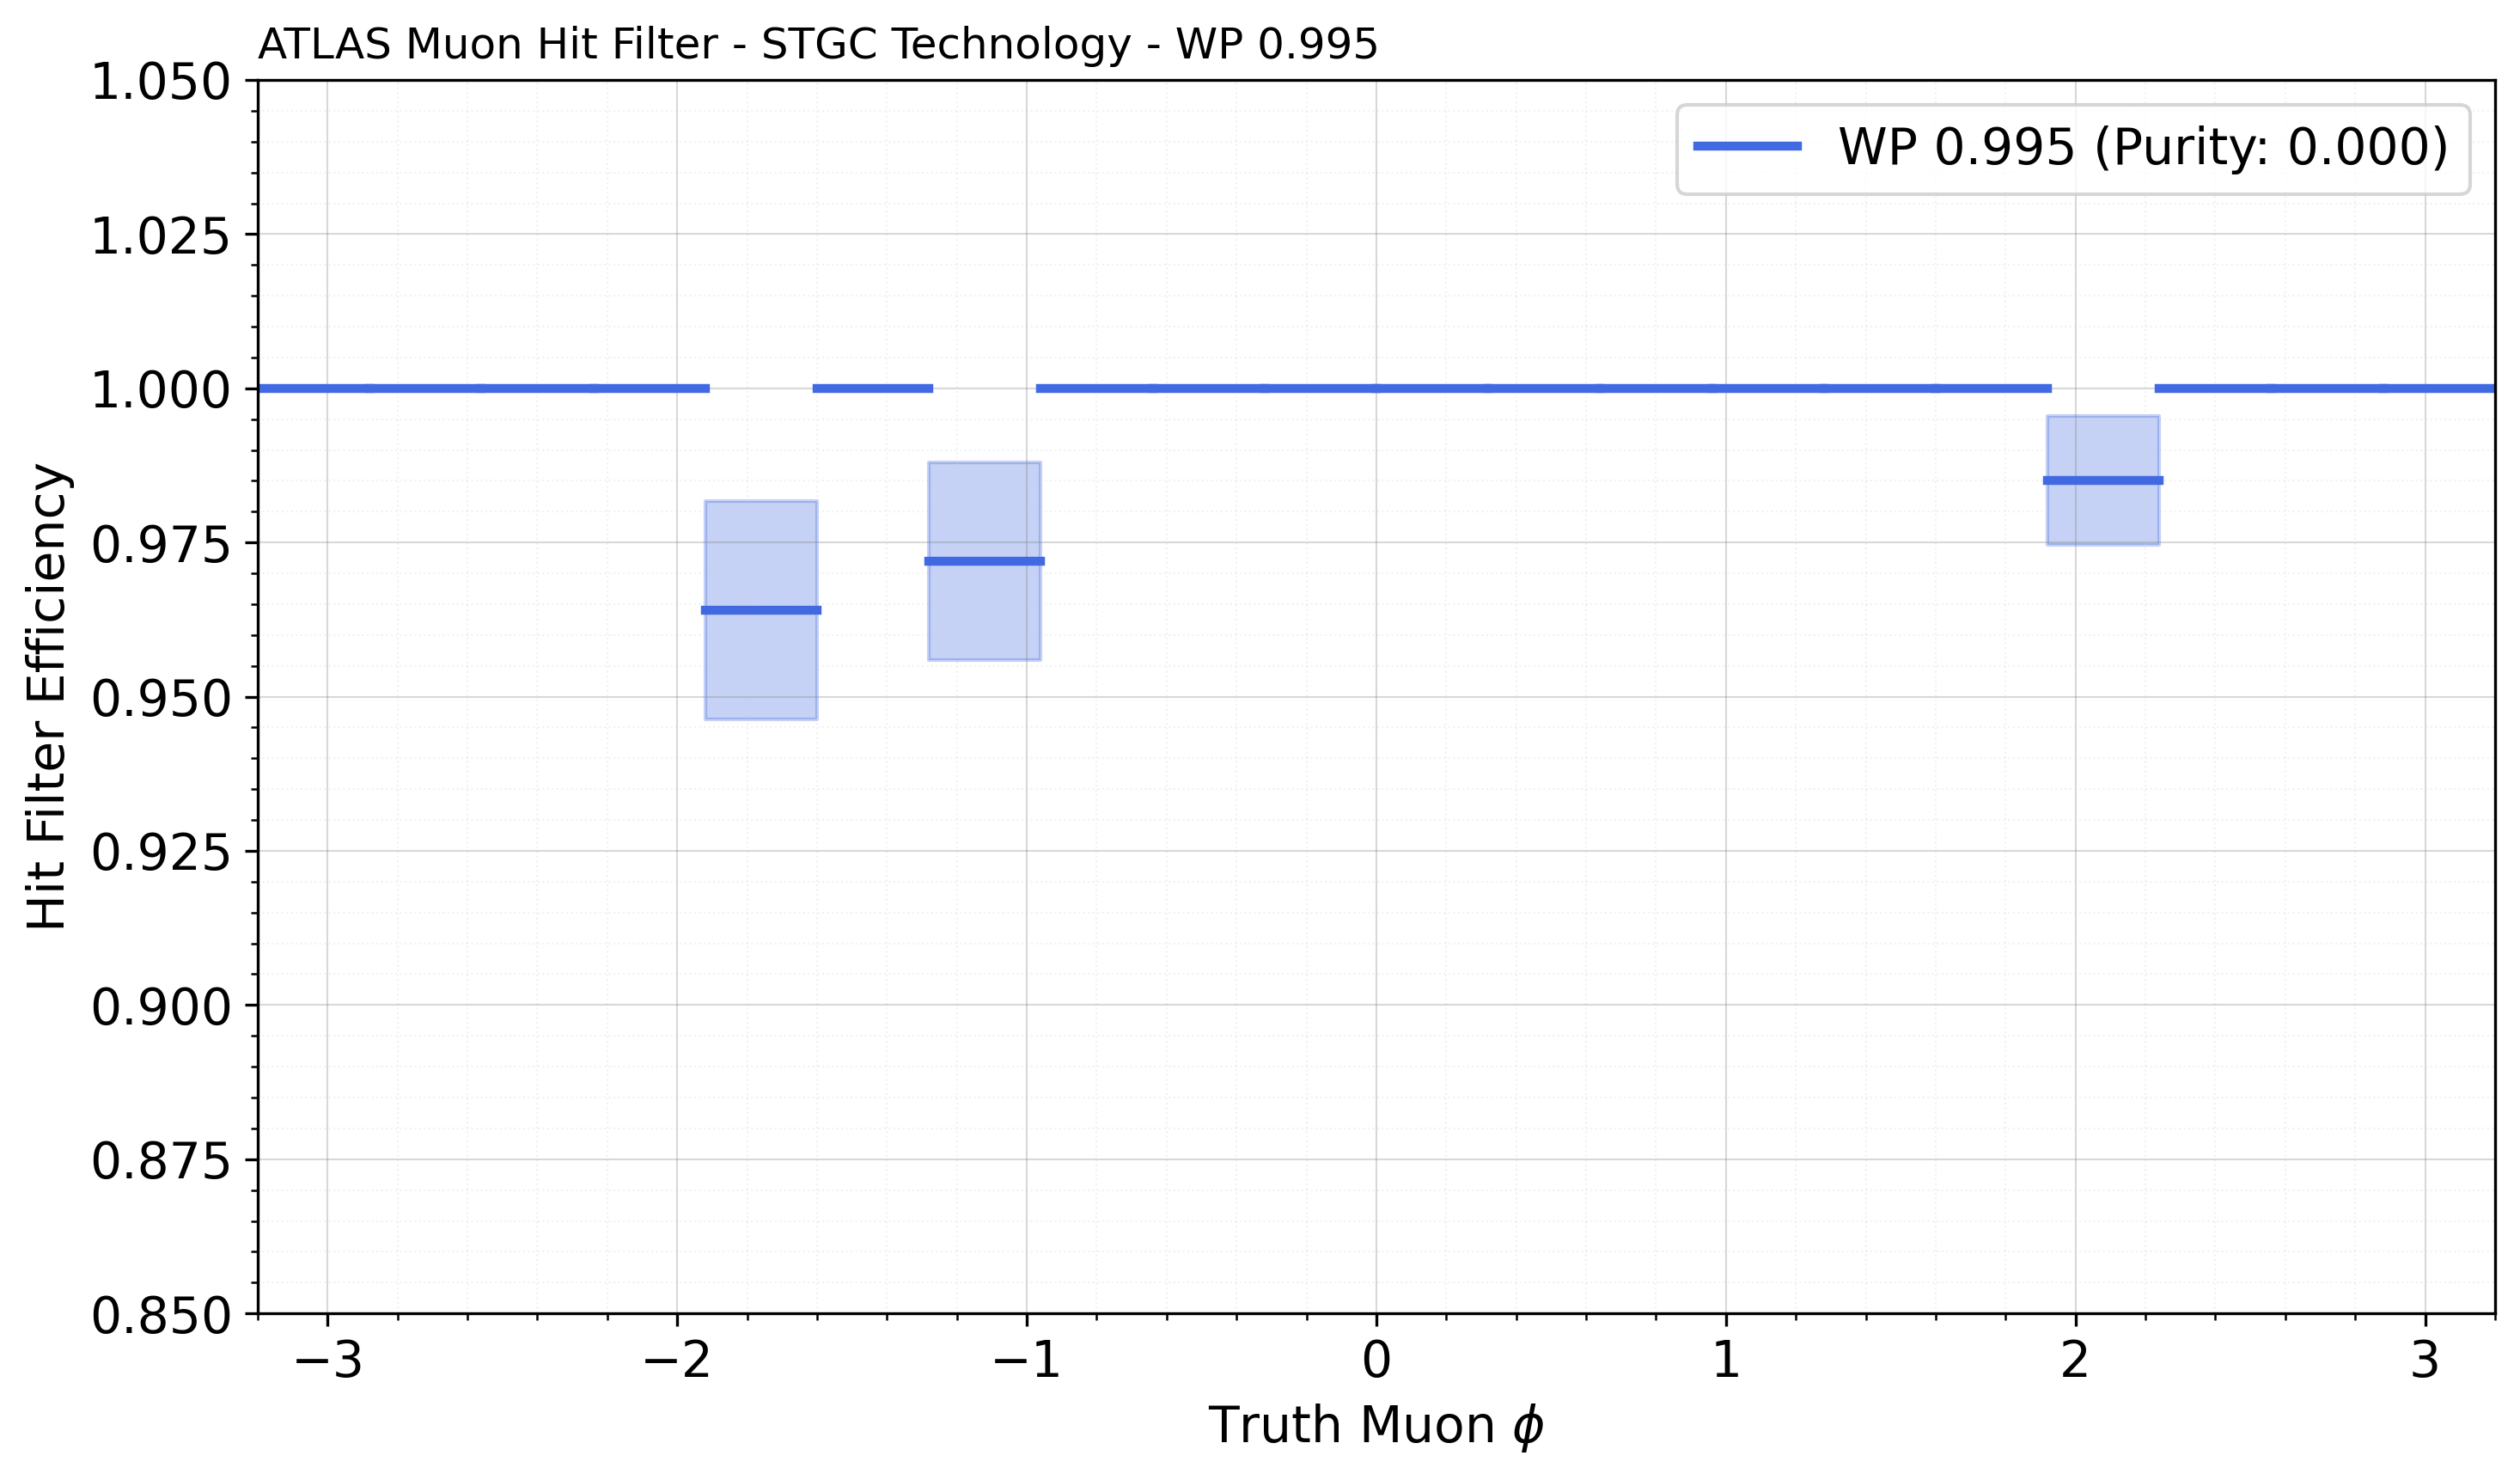 ATLAS Muon Hit Filter - STGC Technology - WP 0.995
1.050
1.025
1.000
0.975
0.950
0.925
0.900
0.875
0.850
Hit Filter Efficiency
WP 0.995 (Purity: 0.000)
−3 −2 −1 0 1 2 3
Truth Muon ϕ